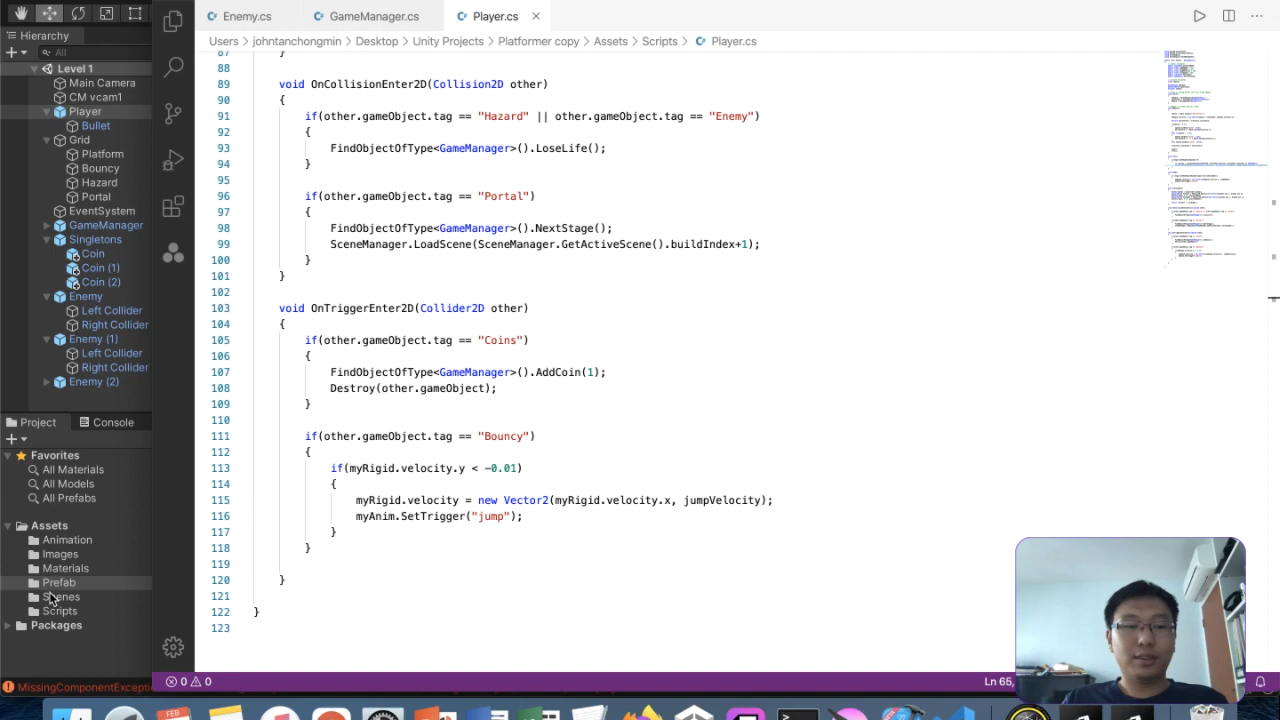 Hierarchy
All
Level 1
Main Camera
CM vcam1
Player
Bullet
BG
Platform
Hazards
Portal
EventSystem
GameManager
Singletons
Coin
Coin (1)
Coin (2)
Enemy
Left Collider
Right Collider
Enemy (1)
Left Collider
Right Collider
Enemy (2)
Project
Console
Favorites
All Materials
All Models
All Prefabs
Assets
Animation
Images
Materials
Prefab
Scenes
Scripts
Packages
MissingComponentExceptio
Enemy.cs
GameManager.cs
Player.cs
Users › johntanchongmin › Desktop › Unity Projects › Platformer copy › Assets › Scripts › Player.cs
87 }
88
89 void OnCollisionEnter2D(Collision2D other)
90 {
91 if(other.gameObject.tag == "Hazard" || other.gameObject.tag == "Enemy")
92 {
93 FindObjectOfType<GameManager>().LoseLife();
94 }
95
96 if(other.gameObject.tag == "Portal")
97 {
98 FindObjectOfType<GameManager>().
99 SceneManager.LoadScene(SceneManager.GetActiveScene().buildIndex+1);
100 }
101 }
102
103 void OnTriggerEnter2D(Collider2D other)
104 {
105 if(other.gameObject.tag == "Coins")
106 {
107 FindObjectOfType<GameManager>().AddCoin(1);
108 Destroy(other.gameObject);
109 }
110
111 if(other.gameObject.tag == "Bouncy")
112 {
113 if(myRigid.velocity.y < -0.01)
114 {
115 myRigid.velocity = new Vector2(myRigid.velocity.x, jumpVelocity);
116 myAnim.SetTrigger("jump");
117 }
118 }
119
120 }
121
122 }
123
0 0
Ln 65,
FEB